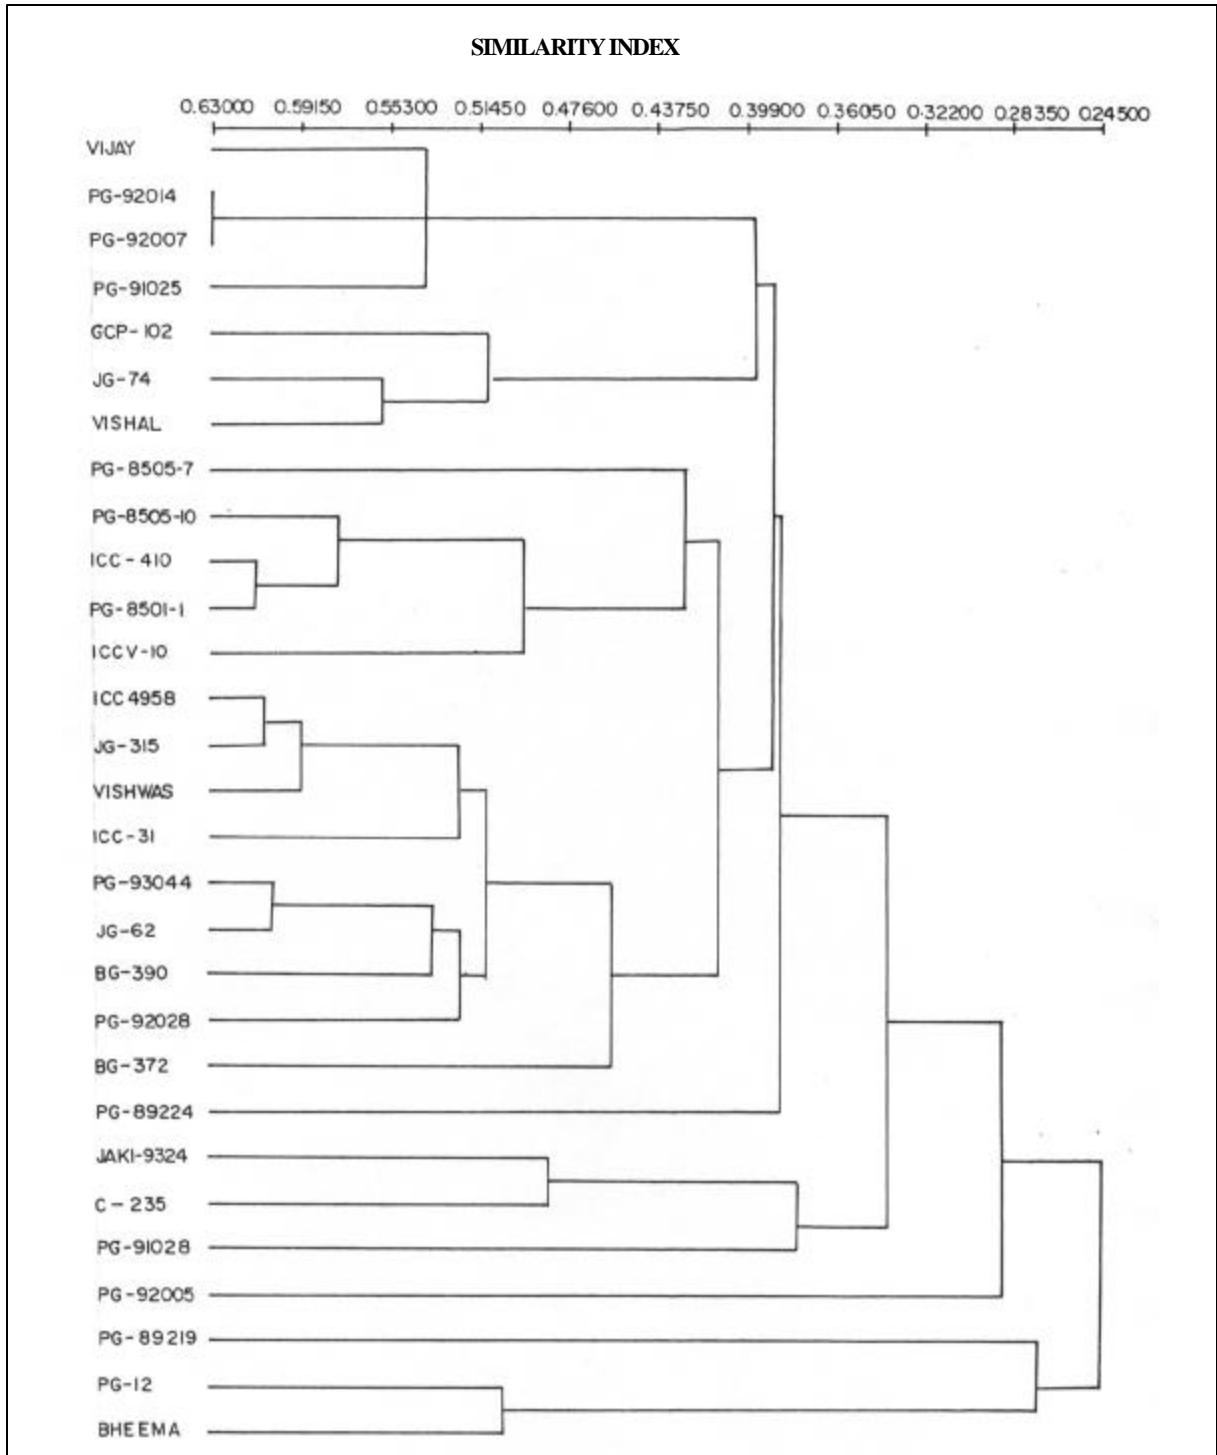 SIMILARITY INDEX
0.63000 0.59150 0.55300 0.51450 0.47600 0.43750 0.39900 0.36050 0.32200 0.28350 0.24500
VIJAY
PG-92014
PG-92007
PG-91025
GCP-102
JG-74
VISHAL
PG-8505-7
PG-8505-10
ICC-410
PG-8501-1
ICCV-10
ICC 4958
JG-315
VISHWAS
ICC-31
PG-93044
JG-62
BG-390
PG-92028
BG-372
PG-89224
JAKI-9324
C-235
PG-91028
PG-92005
PG-89219
PG-12
BHEEMA